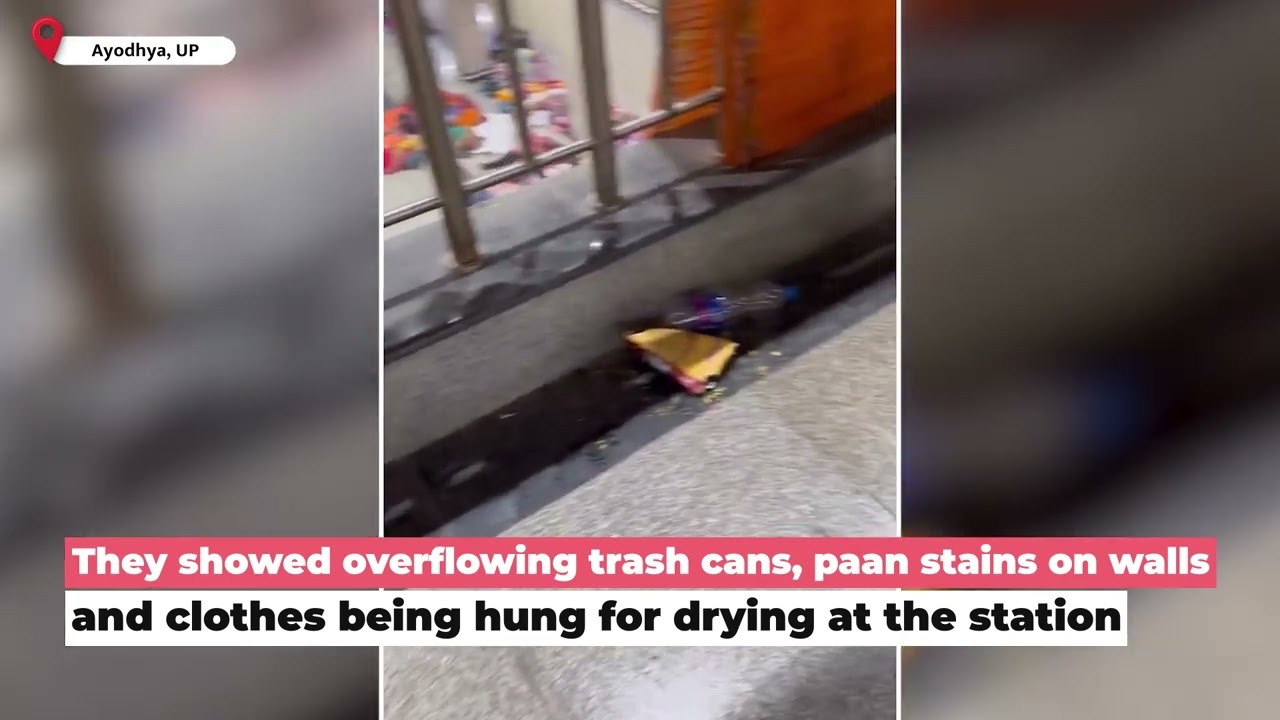 Ayodhya, UP
They showed overflowing trash cans, paan stains on walls
and clothes being hung for drying at the station